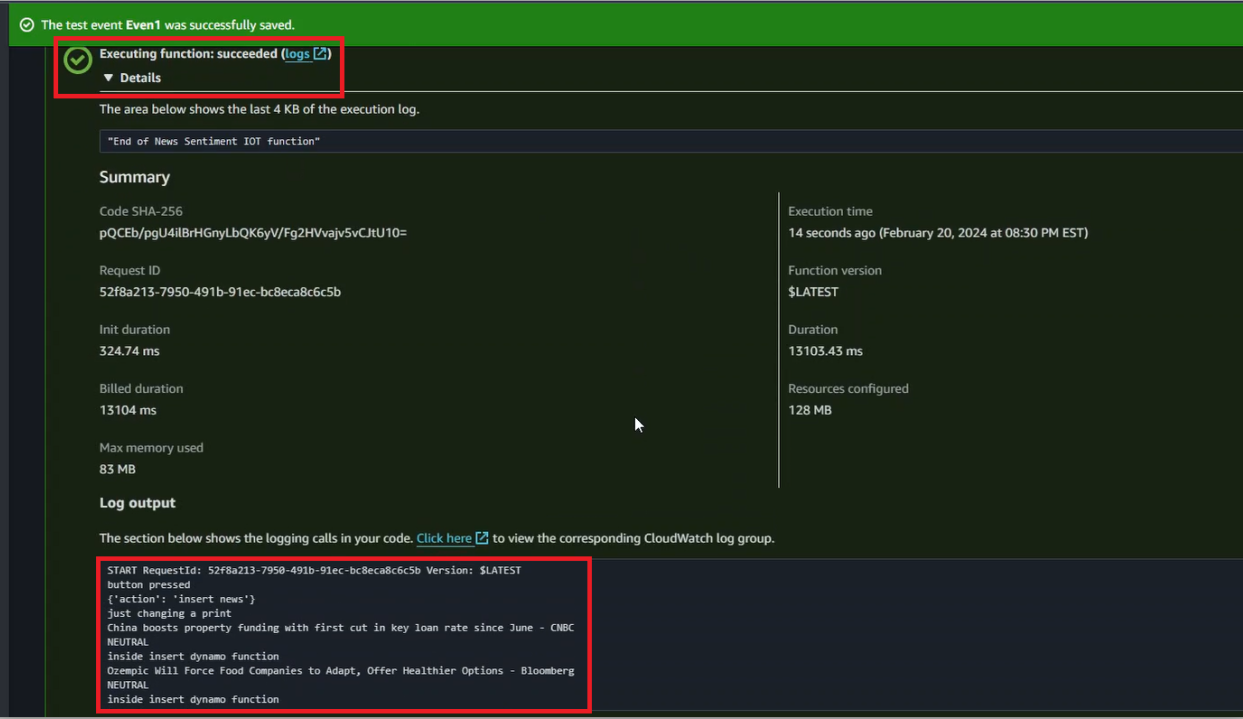 The test event Even1 was successfully saved.
Executing function: succeeded (logs)
Details
The area below shows the last 4 KB of the execution log.
"End of News Sentiment IOT function"
Summary
Code SHA-256
pQCEb/pgU4ilBrHGnyLbQK6yV/Fg2HVvajv5vCJtU10=
Execution time
14 seconds ago (February 20, 2024 at 08:30 PM EST)
Request ID
52f8a213-7950-491b-91ec-bc8eca8c6c5b
Function version
$LATEST
Init duration
324.74 ms
Duration
13103.43 ms
Billed duration
13104 ms
Resources configured
128 MB
Max memory used
83 MB
Log output
The section below shows the logging calls in your code. Click here to view the corresponding CloudWatch log group.
START RequestId: 52f8a213-7950-491b-91ec-bc8eca8c6c5b Version: $LATEST
button pressed
{'action': 'insert news'}
just changing a print
China boosts property funding with first cut in key loan rate since June - CNBC
NEUTRAL
inside insert dynamo function
Ozempic Will Force Food Companies to Adapt, Offer Healthier Options - Bloomberg
NEUTRAL
inside insert dynamo function